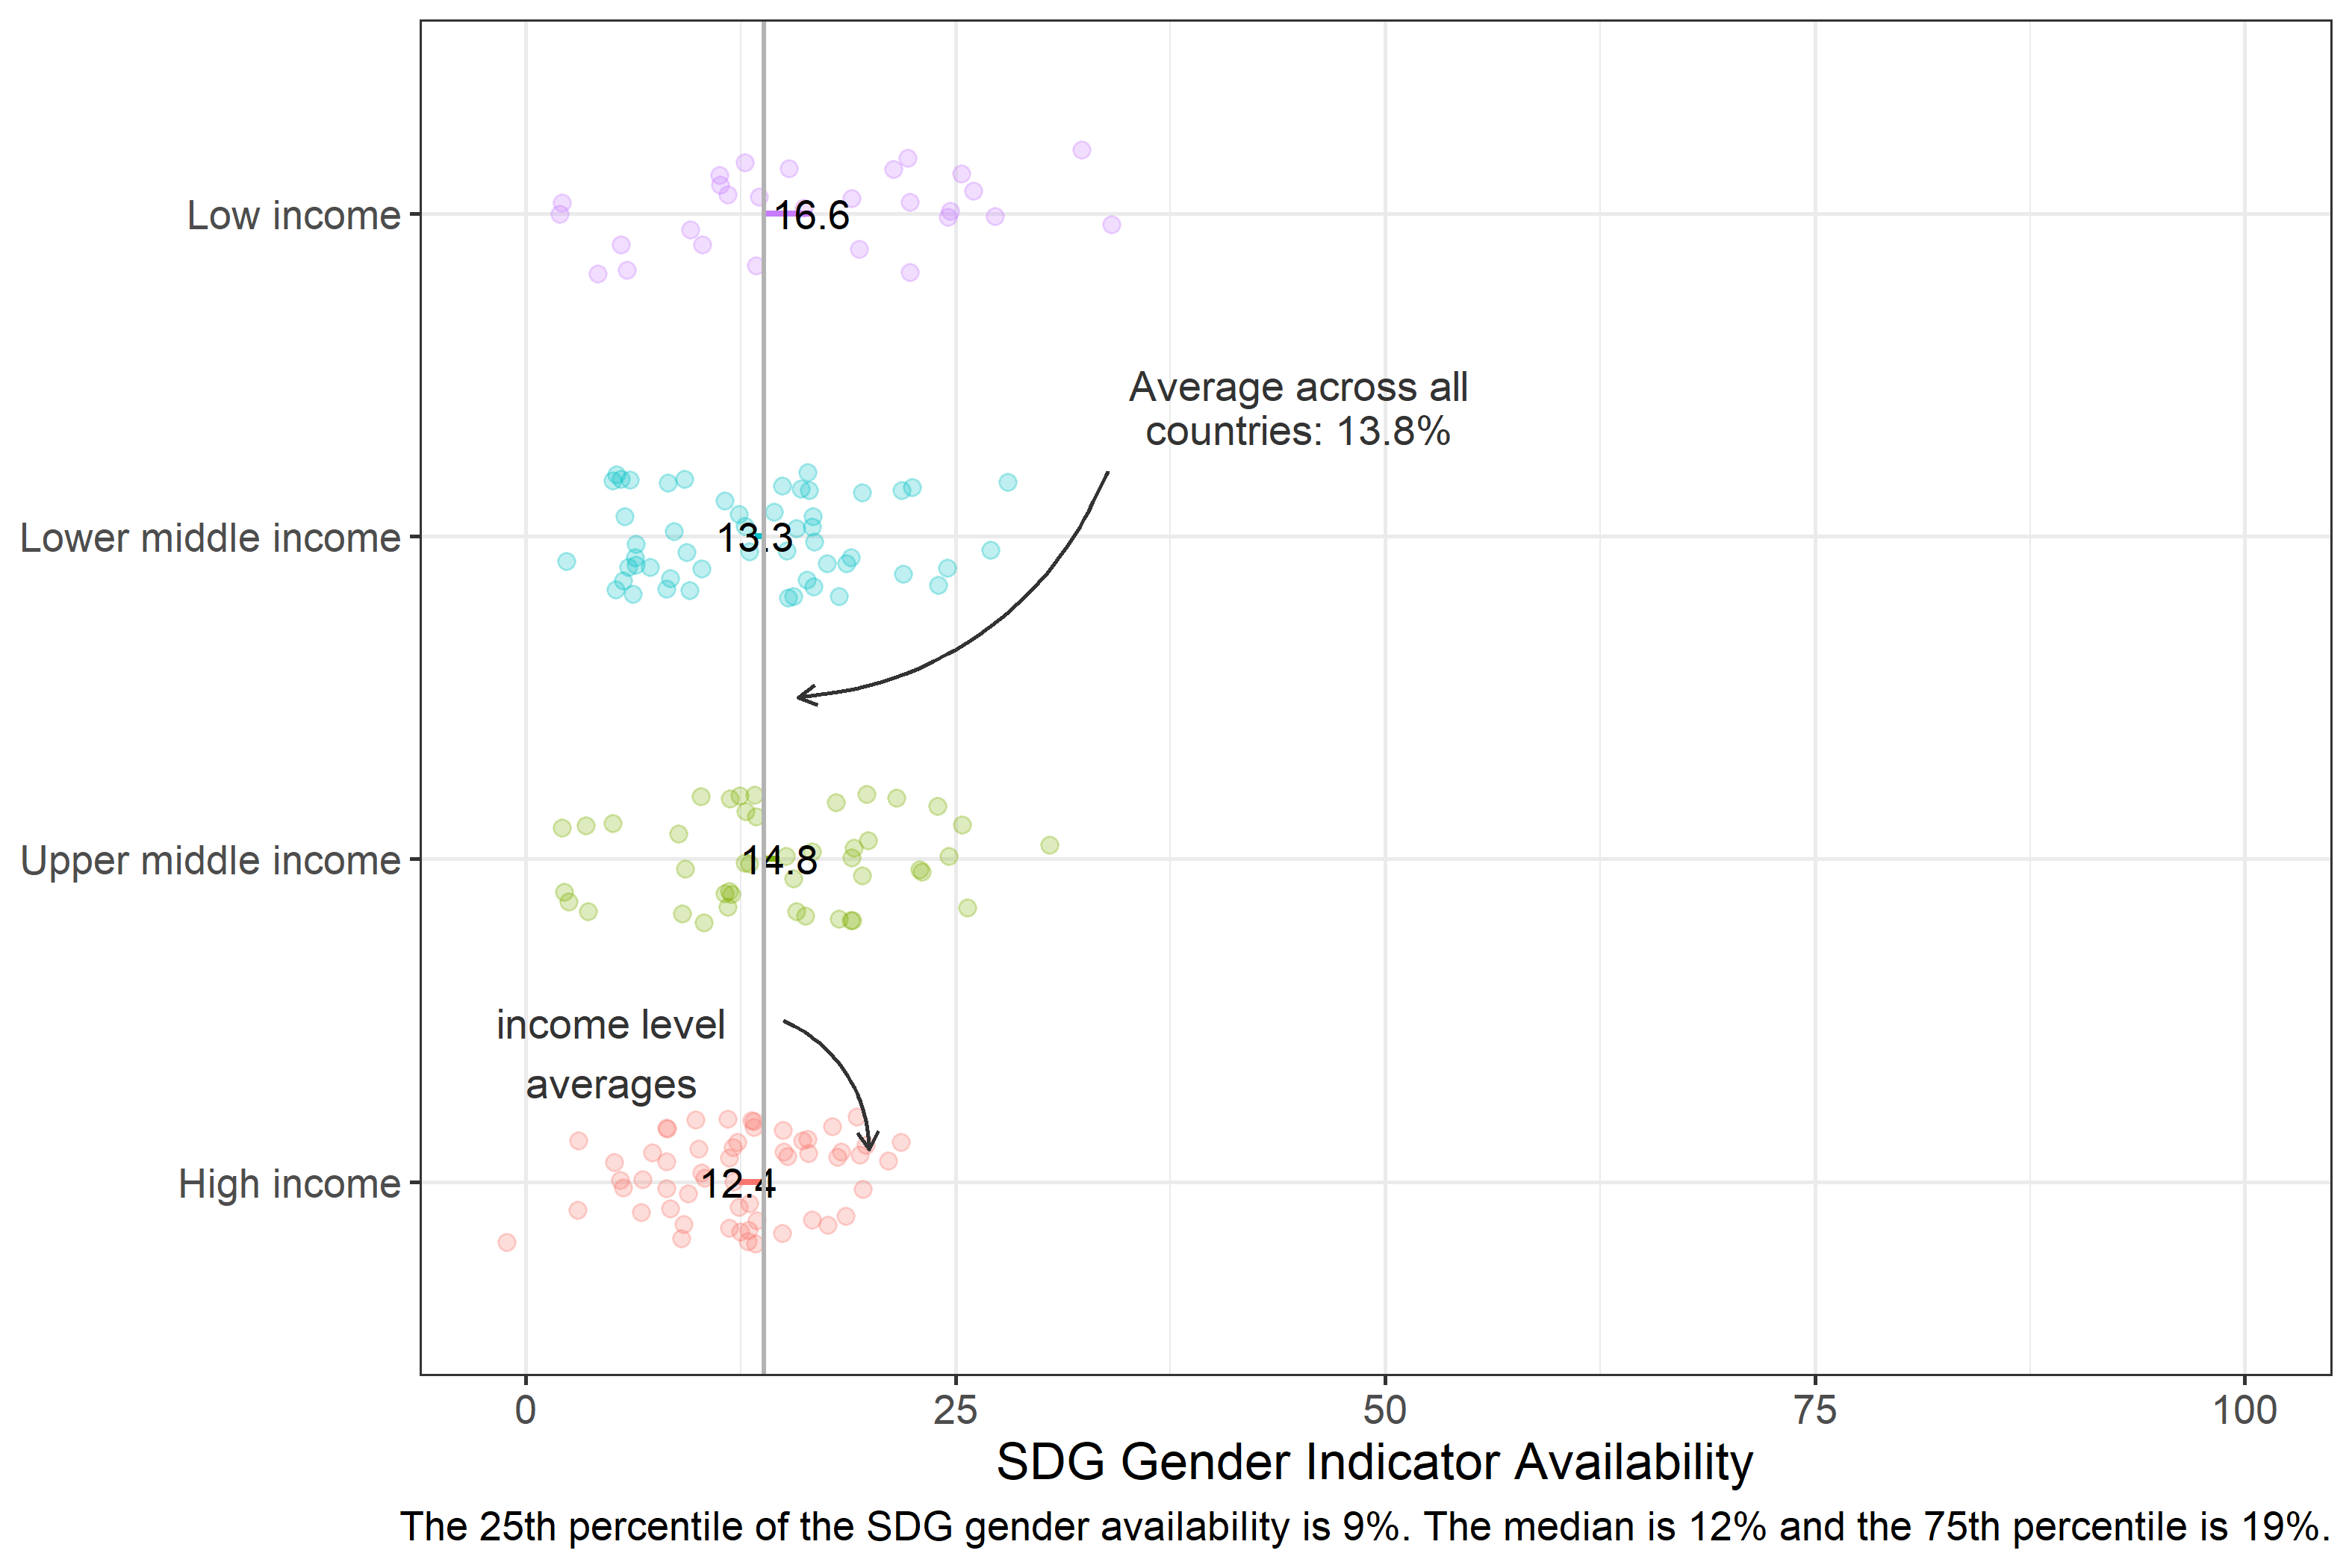 Low income
16.6
Average across all
countries: 13.8%
Lower middle income
13.3
Upper middle income
14.8
income level
averages
High income
12.4
0 25 50 75 100
SDG Gender Indicator Availability
The 25th percentile of the SDG gender availability is 9%. The median is 12% and the 75th percentile is 19%.